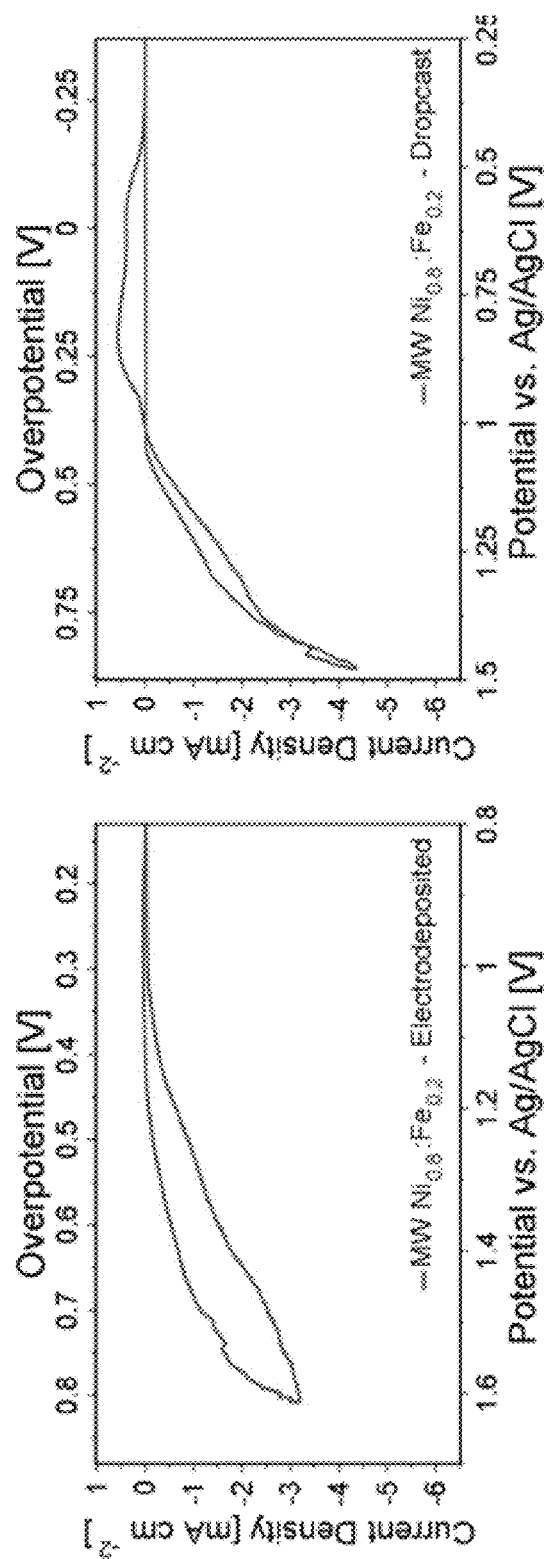 Overpotential [V]
0.8 0.7 0.6 0.5 0.4 0.3 0.2
Current Density [mA cm⁻²]
1
0
-1
-2
-3
-4
-5
-6
—MW Ni0.8:Fe0.2 - Electrodeposited
1.6 1.4 1.2 1 0.8
Potential vs. Ag/AgCl [V]
Overpotential [V]
0.75 0.5 0.25 0 -0.25
Current Density [mA cm⁻²]
1
0
-1
-2
-3
-4
-5
-6
—MW Ni0.8:Fe0.2 - Dropcast
1.5 1.25 1 0.75 0.5 0.25
Potential vs. Ag/AgCl [V]